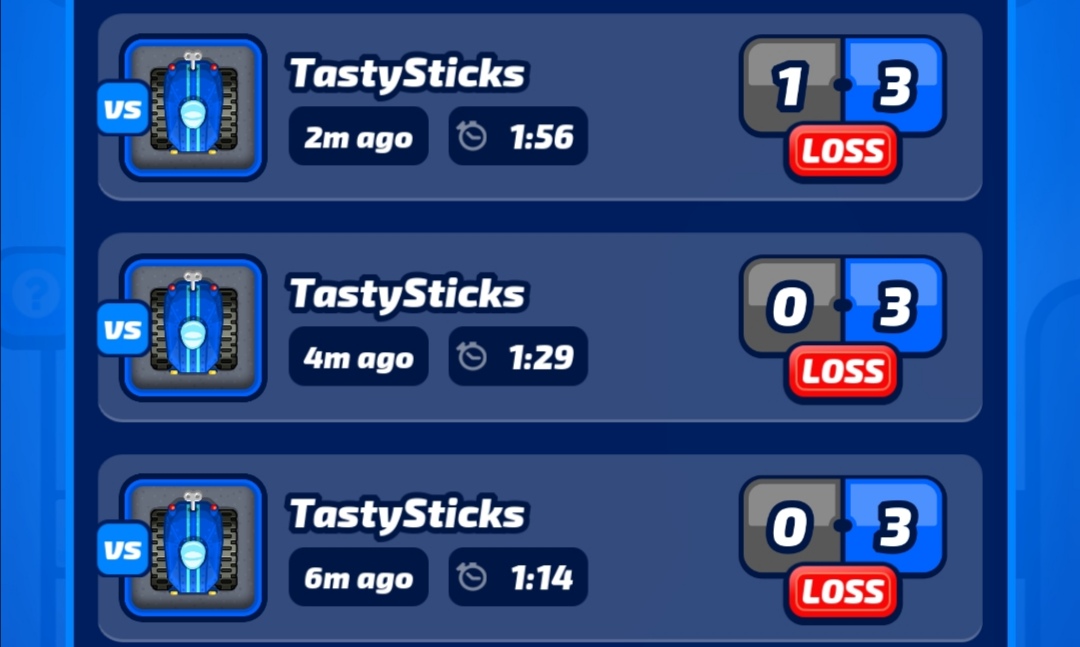 TastySticks
VS
2m ago 1:56
1 3
LOSS
TastySticks
VS
4m ago 1:29
0 3
LOSS
TastySticks
VS
6m ago 1:14
0 3
LOSS
?